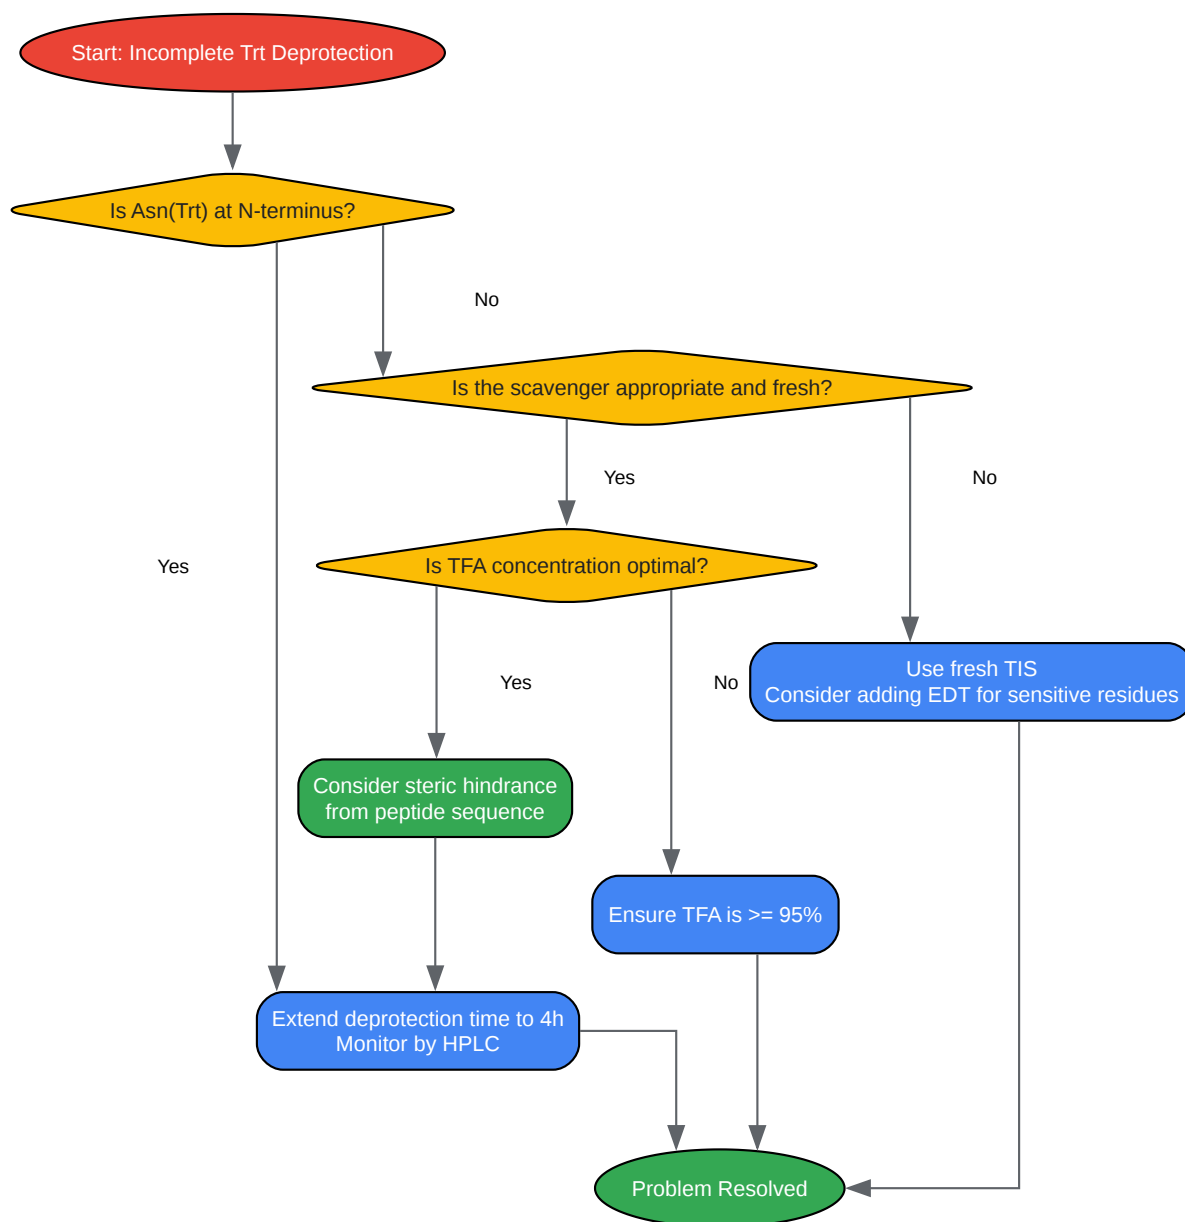 Start: Incomplete Trt Deprotection
Is Asn(Trt) at N-terminus?
No
Is the scavenger appropriate and fresh?
Yes
No
Is TFA concentration optimal?
Yes
Yes
No
Use fresh TIS
Consider adding EDT for sensitive residues
Consider steric hindrance
from peptide sequence
Ensure TFA is >= 95%
Extend deprotection time to 4h
Monitor by HPLC
Problem Resolved